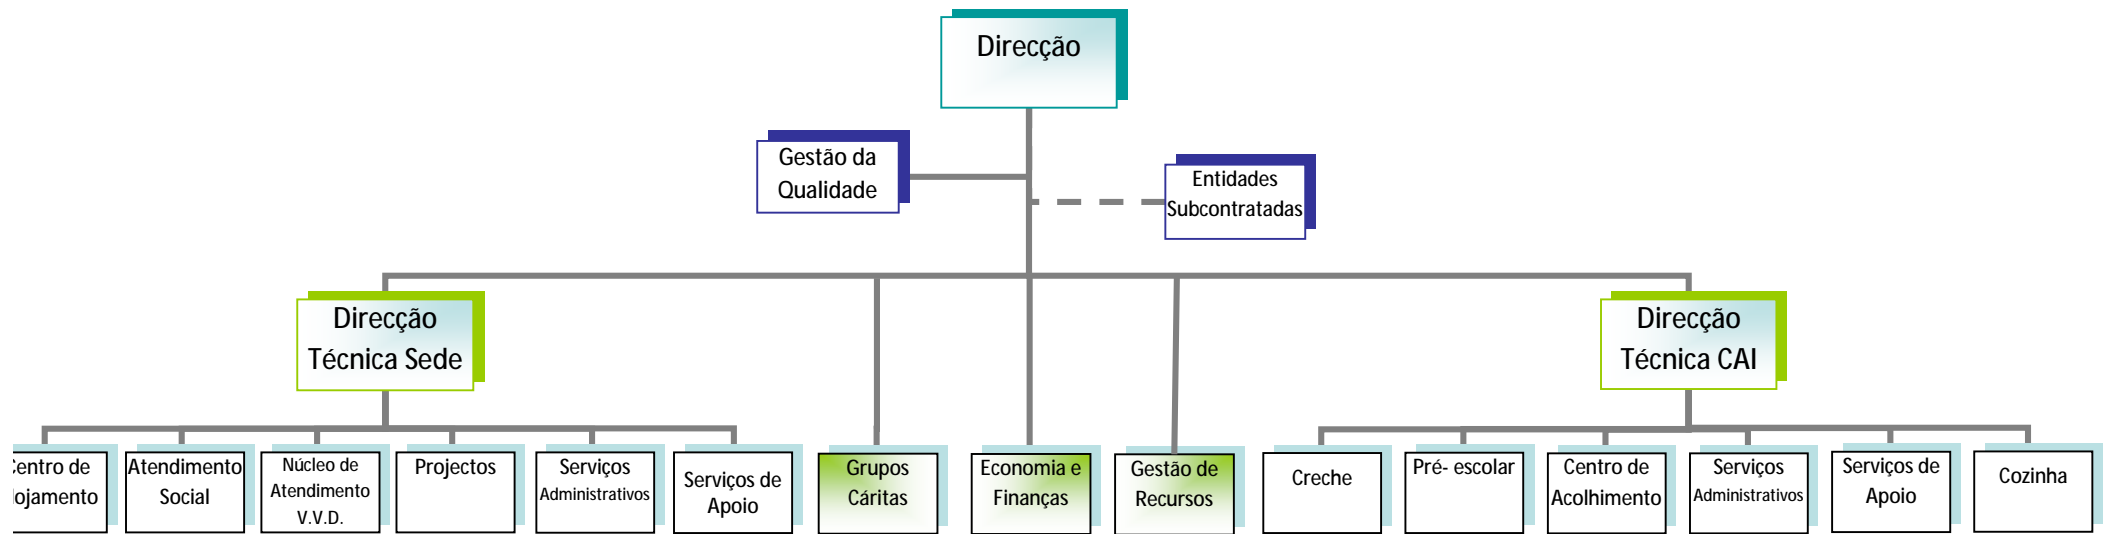 Direcção
Gestão da
Qualidade
Entidades
Subcontratadas
Direcção
Técnica Sede
Direcção
Técnica CAI
Centro de
lojamento
Atendimento
Social
Núcleo de
Atendimento
V.V.D.
Projectos
Serviços
Administrativos
Serviços de
Apoio
Grupos
Cáritas
Economia e
Finanças
Gestão de
Recursos
Creche
Pré- escolar
Centro de
Acolhimento
Serviços
Administrativos
Serviços de
Apoio
Cozinha